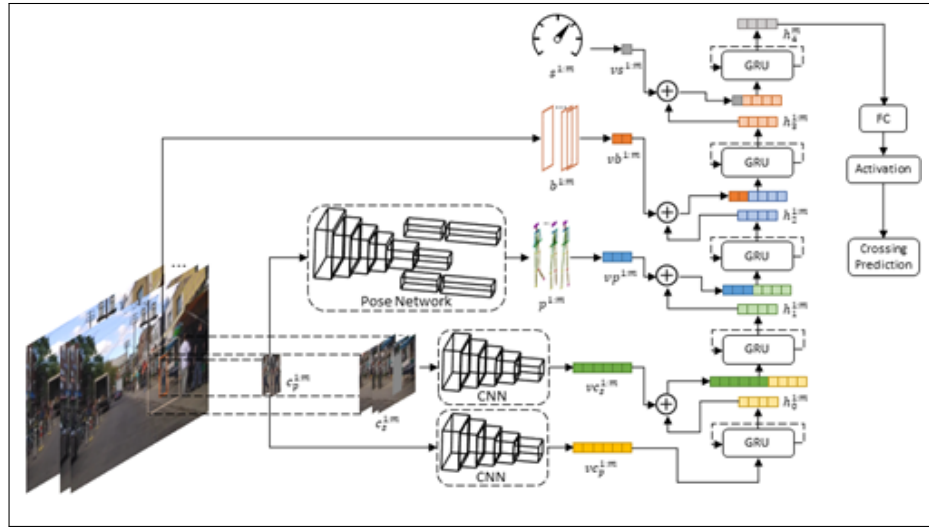 s^{1:m}
vs^{1:m}
h_4^m
GRU
h_3^{1:m}
FC
GRU
b^{1:m}
vb^{1:m}
Activation
h_2^{1:m}
GRU
Crossing
Prediction
...
Pose Network
p^{1:m}
vp^{1:m}
h_1^{1:m}
GRU
c_p^{1:m}
c_s^{1:m}
CNN
vc_s^{1:m}
h_0^{1:m}
GRU
CNN
vc_p^{1:m}